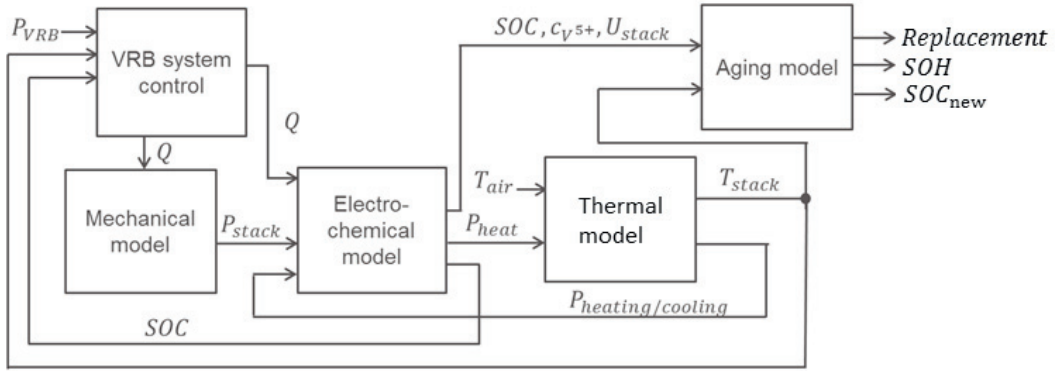 P_VRB
VRB system
control
Q
Q
Mechanical
model
P_stack
Electro-
chemical
model
SOC, c_V⁵⁺, U_stack
P_heat
T_air
Thermal
model
T_stack
P_heating/cooling
SOC
Aging model
Replacement
SOH
SOC_new